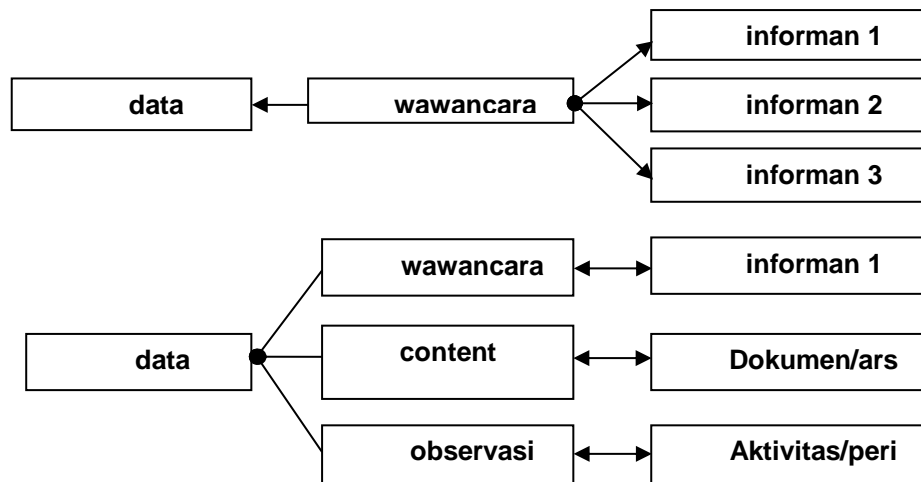 informan 1
data
wawancara
informan 2
informan 3
wawancara
informan 1
data
content
Dokumen/ars
observasi
Aktivitas/peri